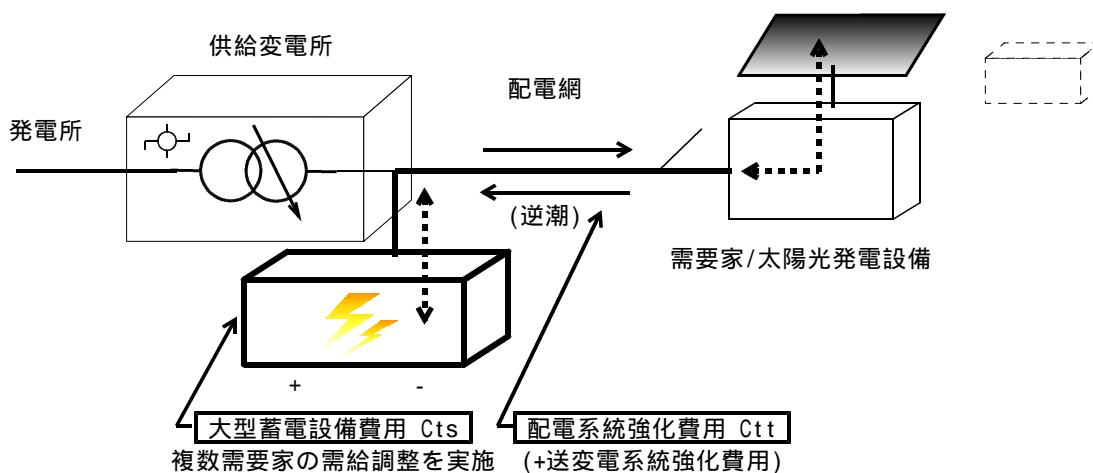 供給変電所
配電網
発電所
(逆潮)
需要家/太陽光発電設備
+ -
大型蓄電設備費用 Cts
配電系統強化費用 Ctt
複数需要家の需給調整を実施
(+送変電系統強化費用)